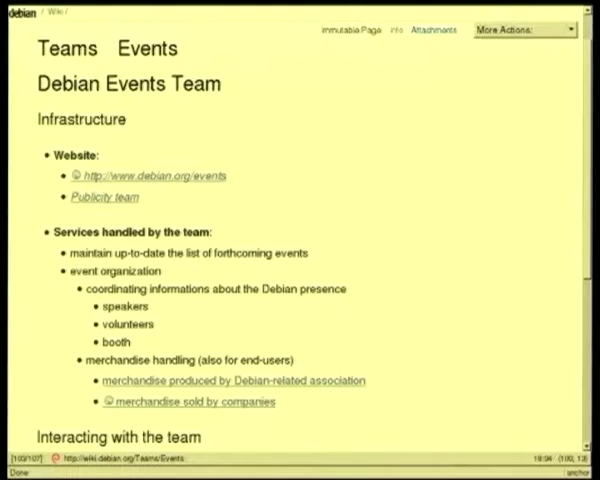 debian / Wiki /
Immutable Page Info Attachments More Actions:
Teams Events
Debian Events Team
Infrastructure
Website:
http://www.debian.org/events
Publicity team
Services handled by the team:
maintain up-to-date the list of forthcoming events
event organization
coordinating informations about the Debian presence
speakers
volunteers
booth
merchandise handling (also for end-users)
merchandise produced by Debian-related association
merchandise sold by companies
Interacting with the team
[100/107] http://wiki.debian.org/Teams/Events
Done anchor